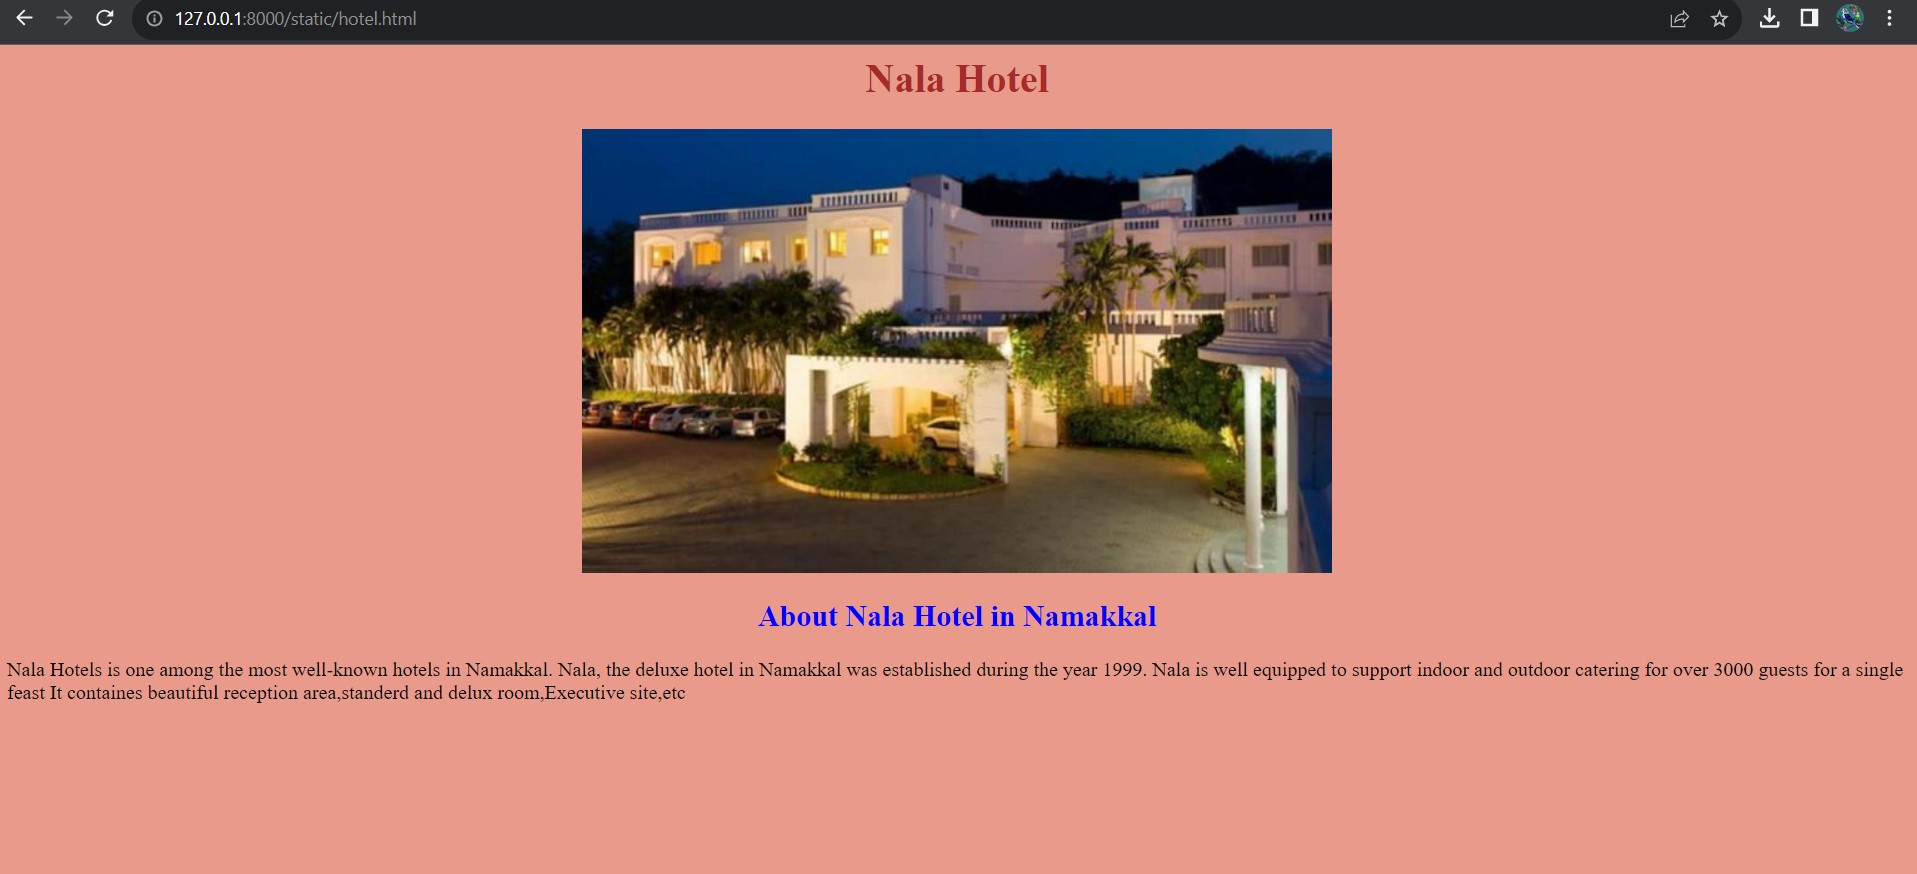 127.0.0.1:8000/static/hotel.html
Nala Hotel
About Nala Hotel in Namakkal
Nala Hotels is one among the most well-known hotels in Namakkal. Nala, the deluxe hotel in Namakkal was established during the year 1999. Nala is well equipped to support indoor and outdoor catering for over 3000 guests for a single
feast It containes beautiful reception area,standerd and delux room,Executive site,etc